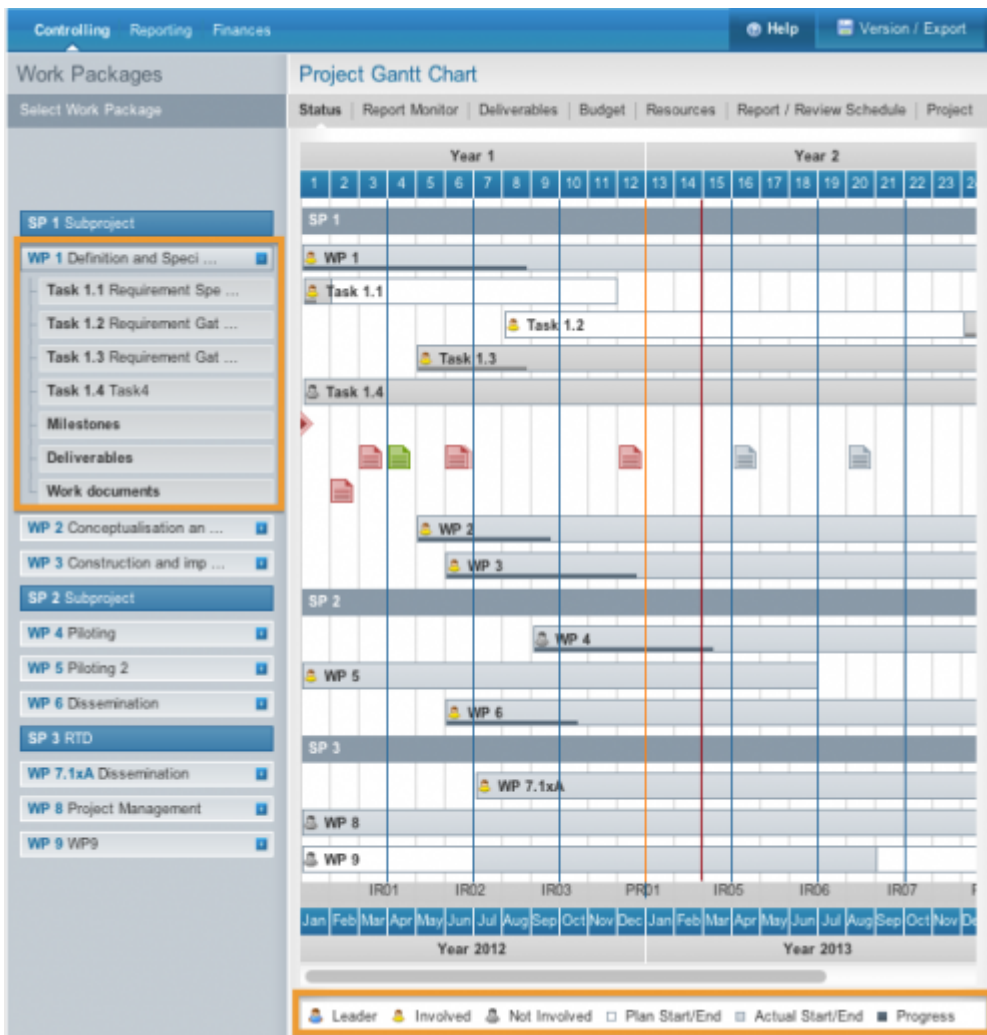 Controlling Reporting Finances Help Version / Export
Work Packages
Project Gantt Chart
Select Work Package
Status | Report Monitor | Deliverables | Budget | Resources | Report / Review Schedule | Project
Year 1 Year 2
1 2 3 4 5 6 7 8 9 10 11 12 13 14 15 16 17 18 19 20 21 22 23
SP 1 Subproject SP 1
WP 1 Definition and Speci ... WP 1
Task 1.1 Requirement Spe ... Task 1.1
Task 1.2 Requirement Gat ... Task 1.2
Task 1.3 Requirement Gat ... Task 1.3
Task 1.4 Task4 Task 1.4
Milestones
Deliverables
Work documents
WP 2 Conceptualisation an ... WP 2
WP 3 Construction and imp ... WP 3
SP 2 Subproject SP 2
WP 4 Piloting WP 4
WP 5 Piloting 2 WP 5
WP 6 Dissemination WP 6
SP 3 RTD SP 3
WP 7.1xA Dissemination WP 7.1xA
WP 8 Project Management WP 8
WP 9 WP9 WP 9
IR01 IR02 IR03 PR01 IR05 IR06 IR07
Jan Feb Mar Apr May Jun Jul Aug Sep Oct Nov Dec Jan Feb Mar Apr May Jun Jul Aug Sep Oct Nov
Year 2012 Year 2013
Leader Involved Not Involved Plan Start/End Actual Start/End Progress